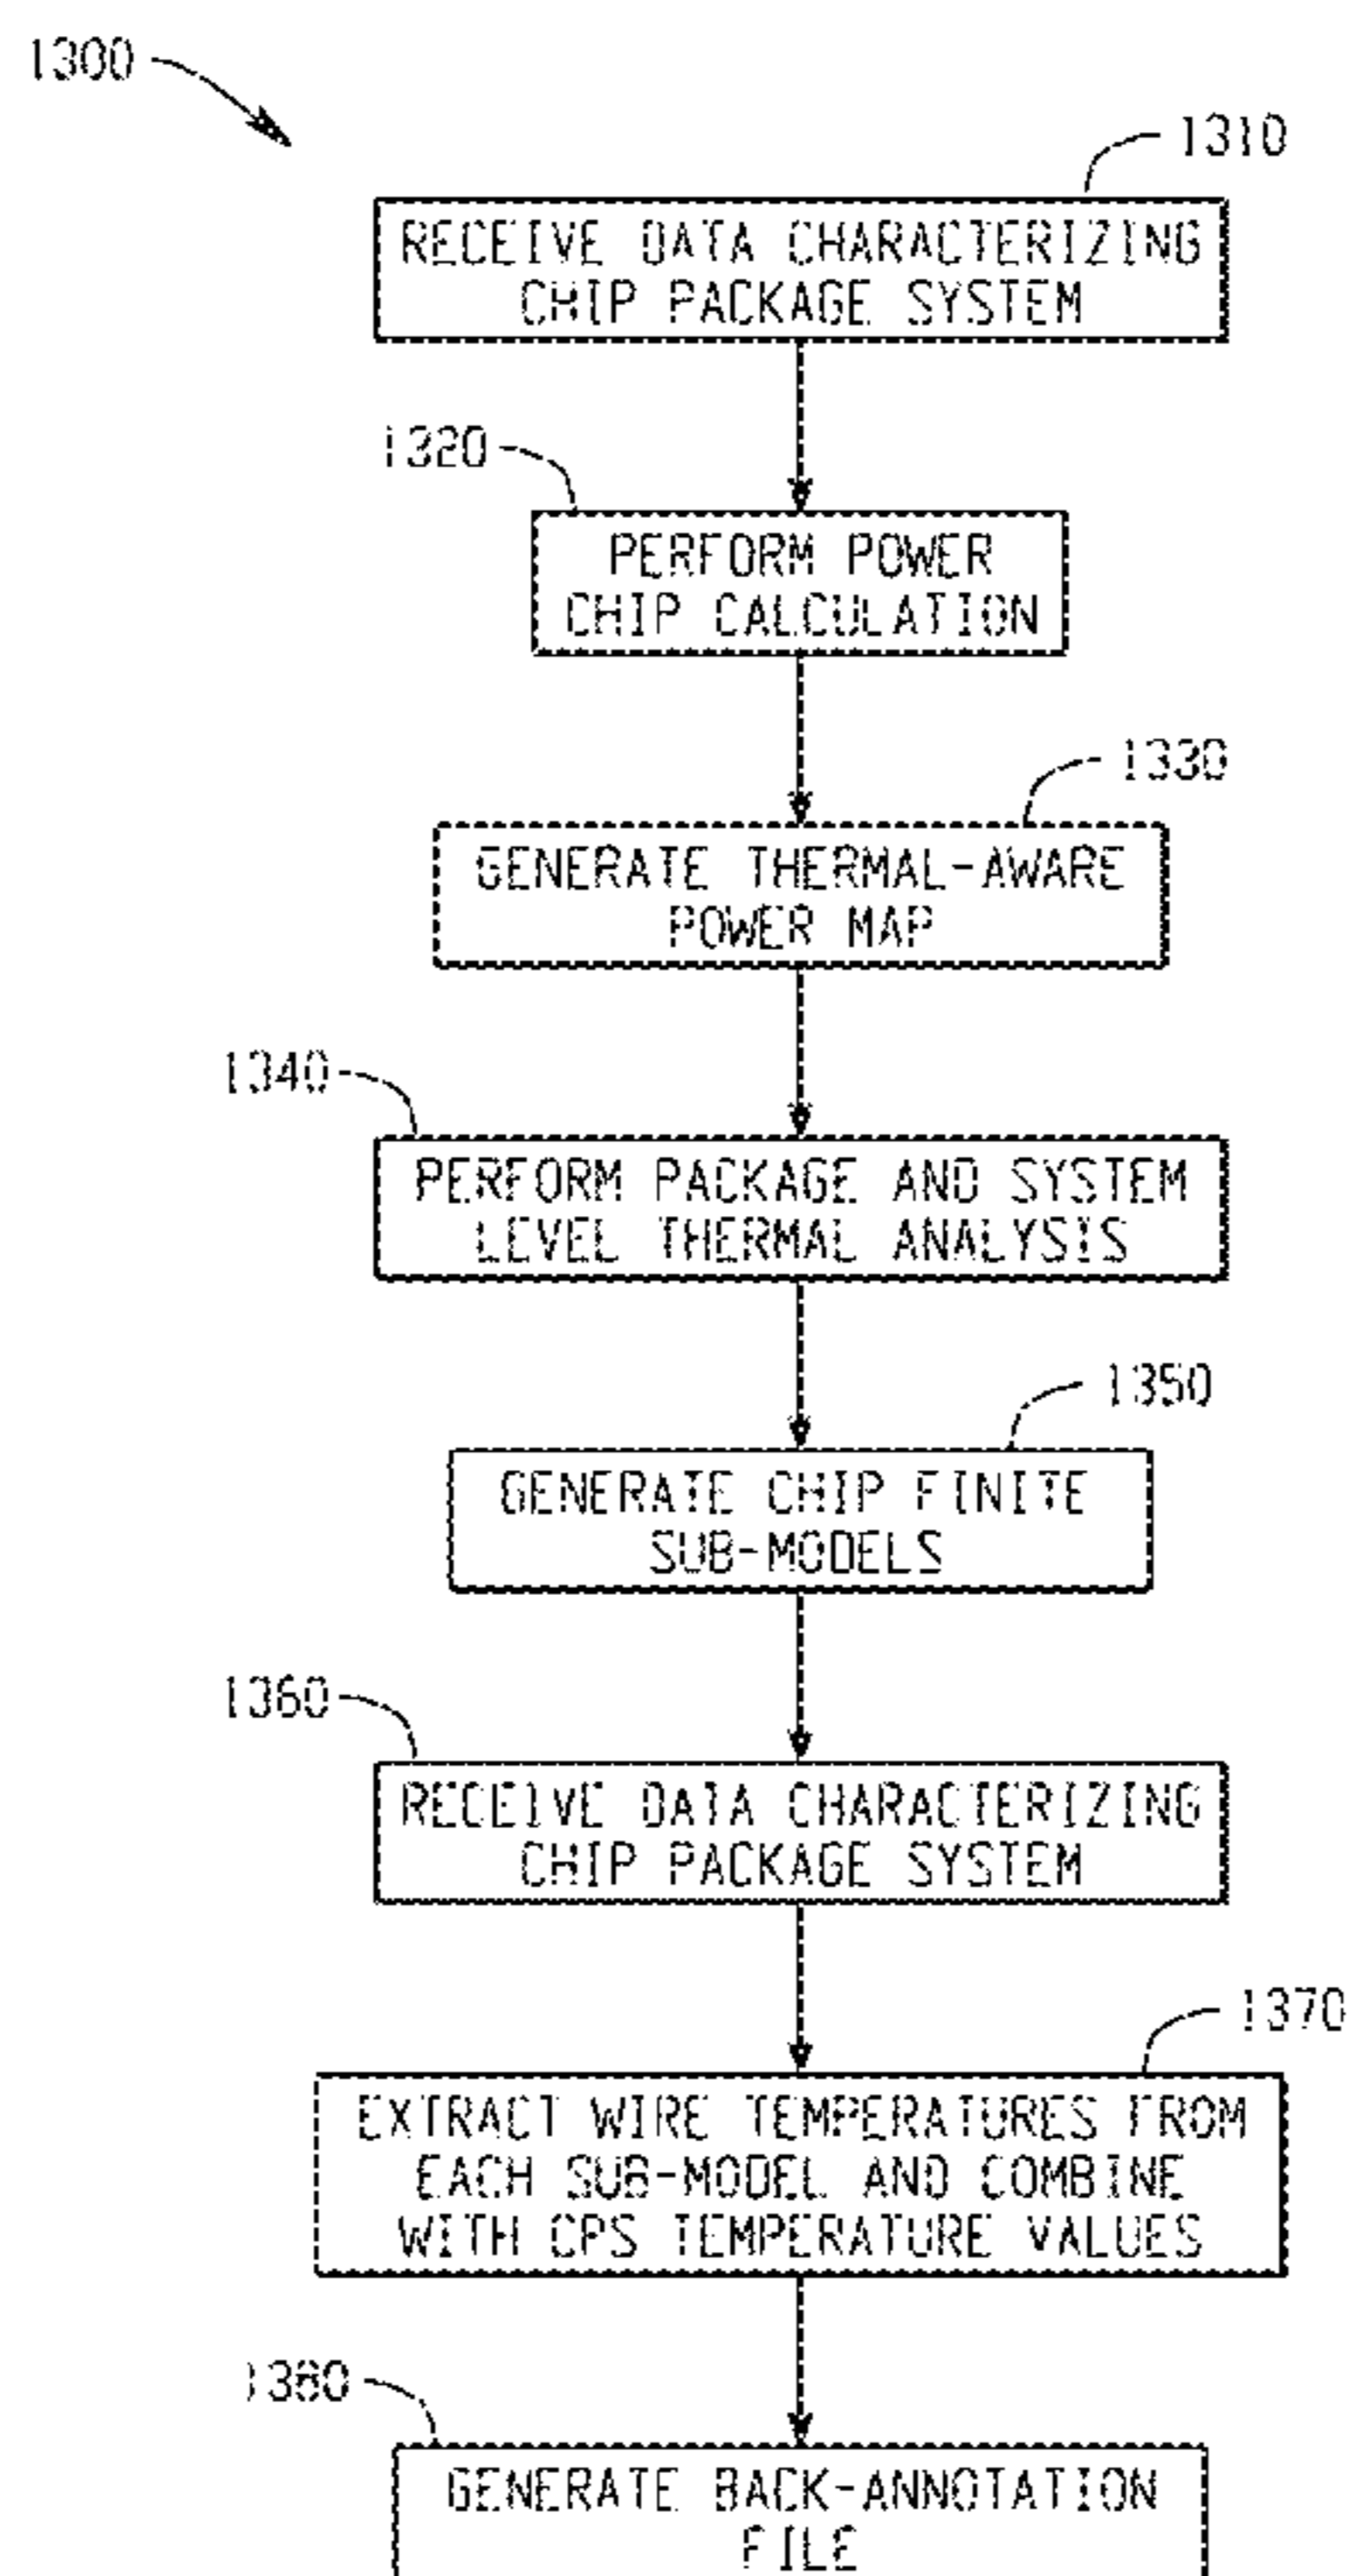 1300
1310
RECEIVE DATA CHARACTERIZING
CHIP PACKAGE SYSTEM
1320
PERFORM POWER
CHIP CALCULATION
1330
GENERATE THERMAL-AWARE
POWER MAP
1340
PERFORM PACKAGE AND SYSTEM
LEVEL THERMAL ANALYSIS
1350
GENERATE CHIP FINITE
SUB-MODELS
1360
RECEIVE DATA CHARACTERIZING
CHIP PACKAGE SYSTEM
1370
EXTRACT WIRE TEMPERATURES FROM
EACH SUB-MODEL AND COMBINE
WITH CPS TEMPERATURE VALUES
1380
GENERATE BACK-ANNOTATION
FILE